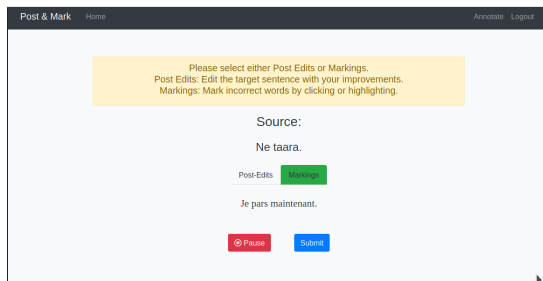 Post & Mark Home Annotate Logout
Please select either Post Edits or Markings.
Post Edits: Edit the target sentence with your improvements.
Markings: Mark incorrect words by clicking or highlighting.
Source:
Ne taara.
Post-Edits Markings
Je pars maintenant.
Pause Submit